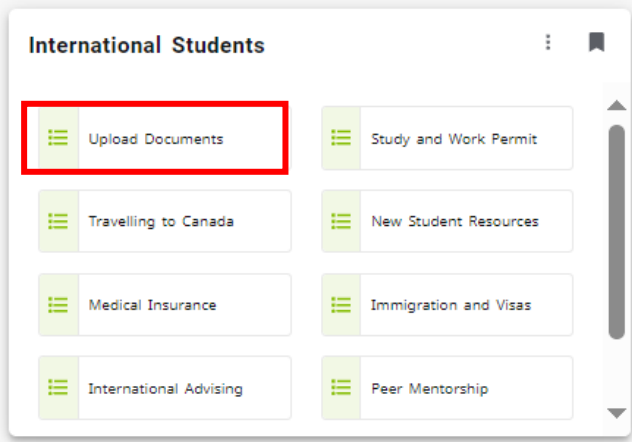 International Students
Upload Documents
Study and Work Permit
Travelling to Canada
New Student Resources
Medical Insurance
Immigration and Visas
International Advising
Peer Mentorship